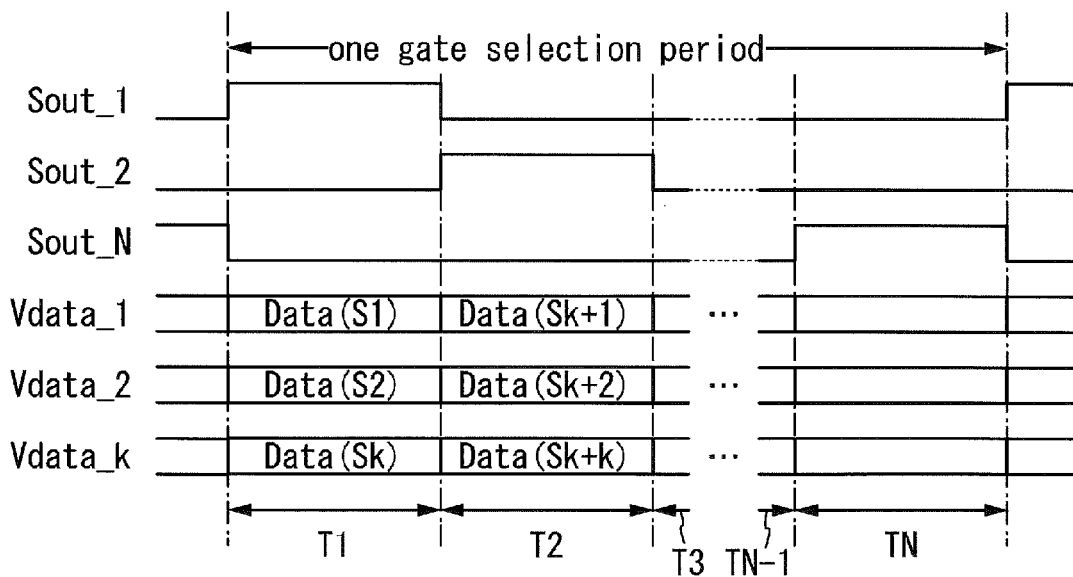 one gate selection period
Sout_1
Sout_2
Sout_N
Vdata_1 Data(S1) Data(Sk+1) ...
Vdata_2 Data(S2) Data(Sk+2) ...
Vdata_k Data(Sk) Data(Sk+k) ...
T1 T2 T3 TN-1 TN